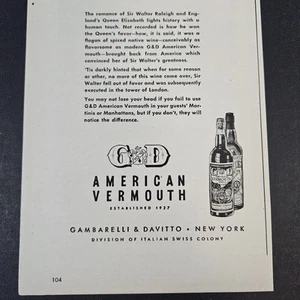 The romance of Sir Walter Raleigh and Eng-
land's Queen Elizabeth lights history with a
human touch. Not recorded is how he won
the Queen's favor—how, it is said, it was a
flagon of spiced native wine—conceivably as
flavorsome as modern G&D American Ver-
mouth—brought back from America which
convinced her of Sir Walter's greatness.
'Tis darkly hinted that when for some reason
or other, no more of this wine came over, Sir
Walter fell out of favor and was subsequently
executed in the tower of London.
You may not lose your head if you fail to use
G&D American Vermouth in your guests' Mar-
tinis or Manhattans, but if you don't, they will
notice the difference.
G&D
AMERICAN
VERMOUTH
ESTABLISHED 1937
GAMBARELLI & DAVITTO • NEW YORK
DIVISION OF ITALIAN SWISS COLONY
104